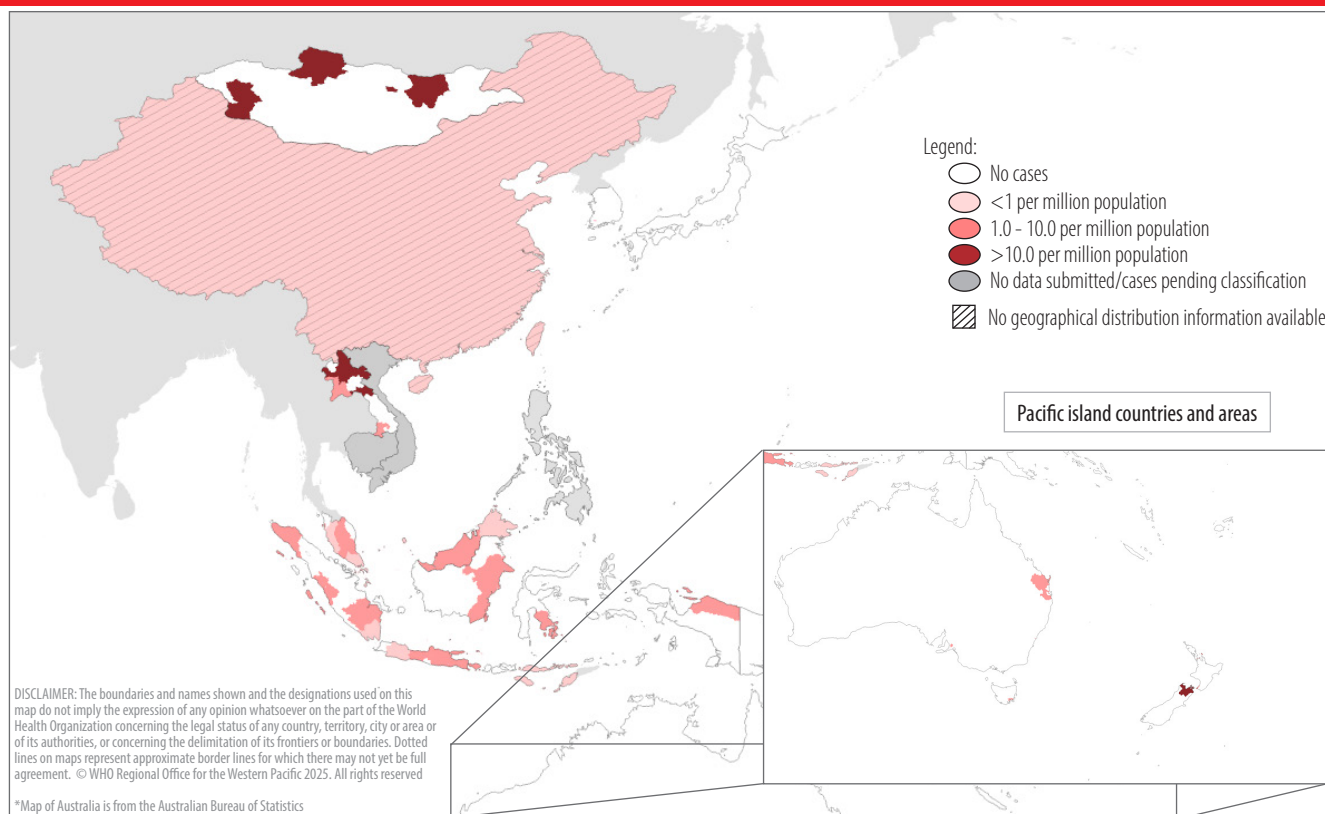 Legend:
No cases
<1 per million population
1.0 - 10.0 per million population
>10.0 per million population
No data submitted/cases pending classification
No geographical distribution information available
Pacific island countries and areas
DISCLAIMER: The boundaries and names shown and the designations used on this
map do not imply the expression of any opinion whatsoever on the part of the World
Health Organization concerning the legal status of any country, territory, city or area or
of its authorities, or concerning the delimitation of its frontiers or boundaries. Dotted
lines on maps represent approximate border lines for which there may not yet be full
agreement. © WHO Regional Office for the Western Pacific 2025. All rights reserved
*Map of Australia is from the Australian Bureau of Statistics